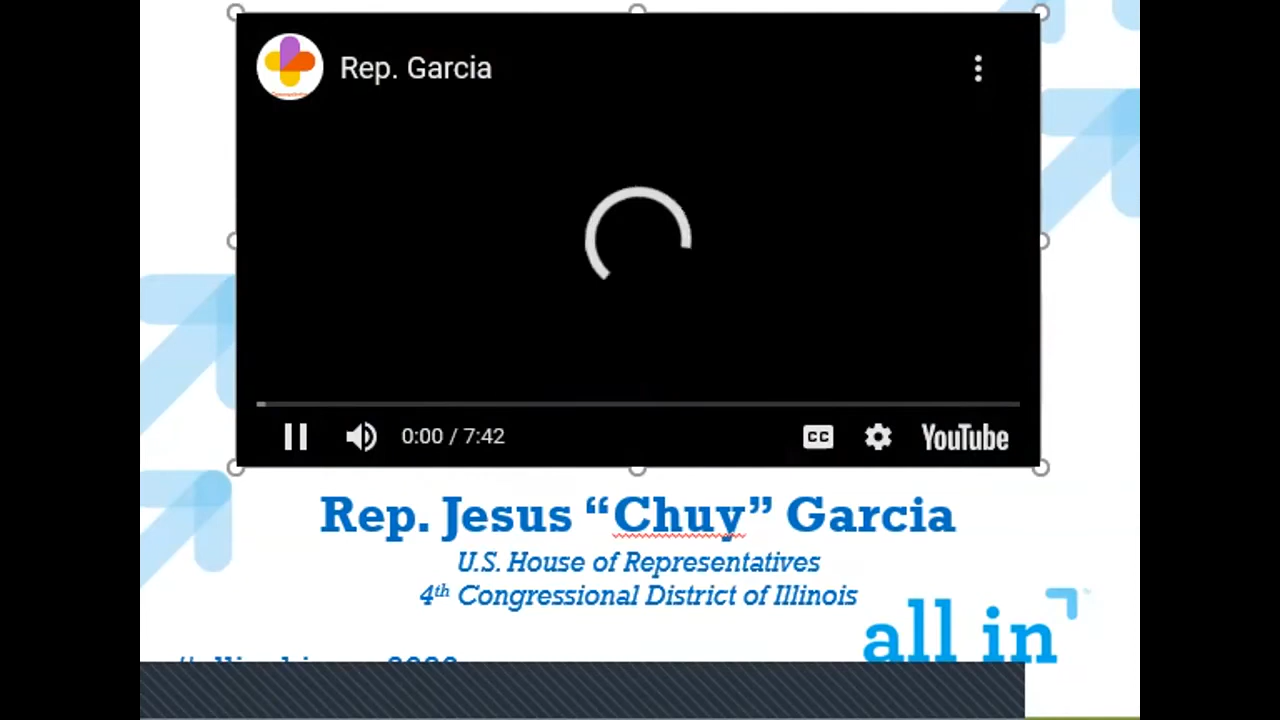 Rep. Garcia
0:00 / 7:42
CC
YouTube
Rep. Jesus “Chuy” Garcia
U.S. House of Representatives
4th Congressional District of Illinois
all in